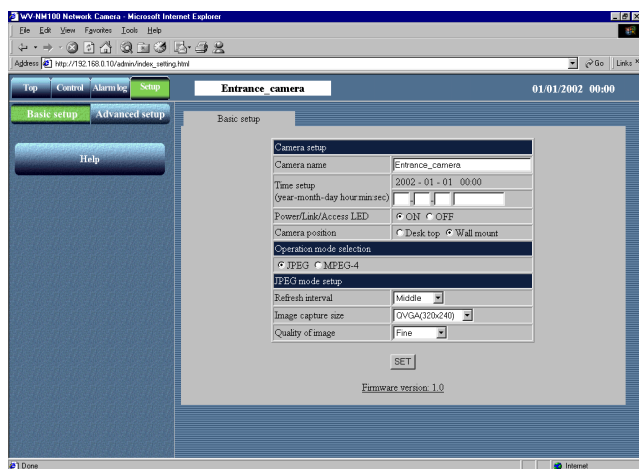 WV-NM100 Network Camera - Microsoft Internet Explorer
File Edit View Favorites Tools Help
Address http://192.168.0.10/admin/index_setting.html Go Links »
Top Control Alarm log Setup Entrance_camera 01/01/2002 00:00
Basic setup Advanced setup
Help
Basic setup
Camera setup
Camera name Entrance_camera
Time setup
(year-month-day hour:min:sec) 2002 - 01 - 01 00:00
Power/Link/Access LED ON OFF
Camera position Desk top Wall mount
Operation mode selection
JPEG MPEG-4
JPEG mode setup
Refresh interval Middle
Image capture size QVGA(320x240)
Quality of image Fine
SET
Firmware version: 1.0
Done Internet